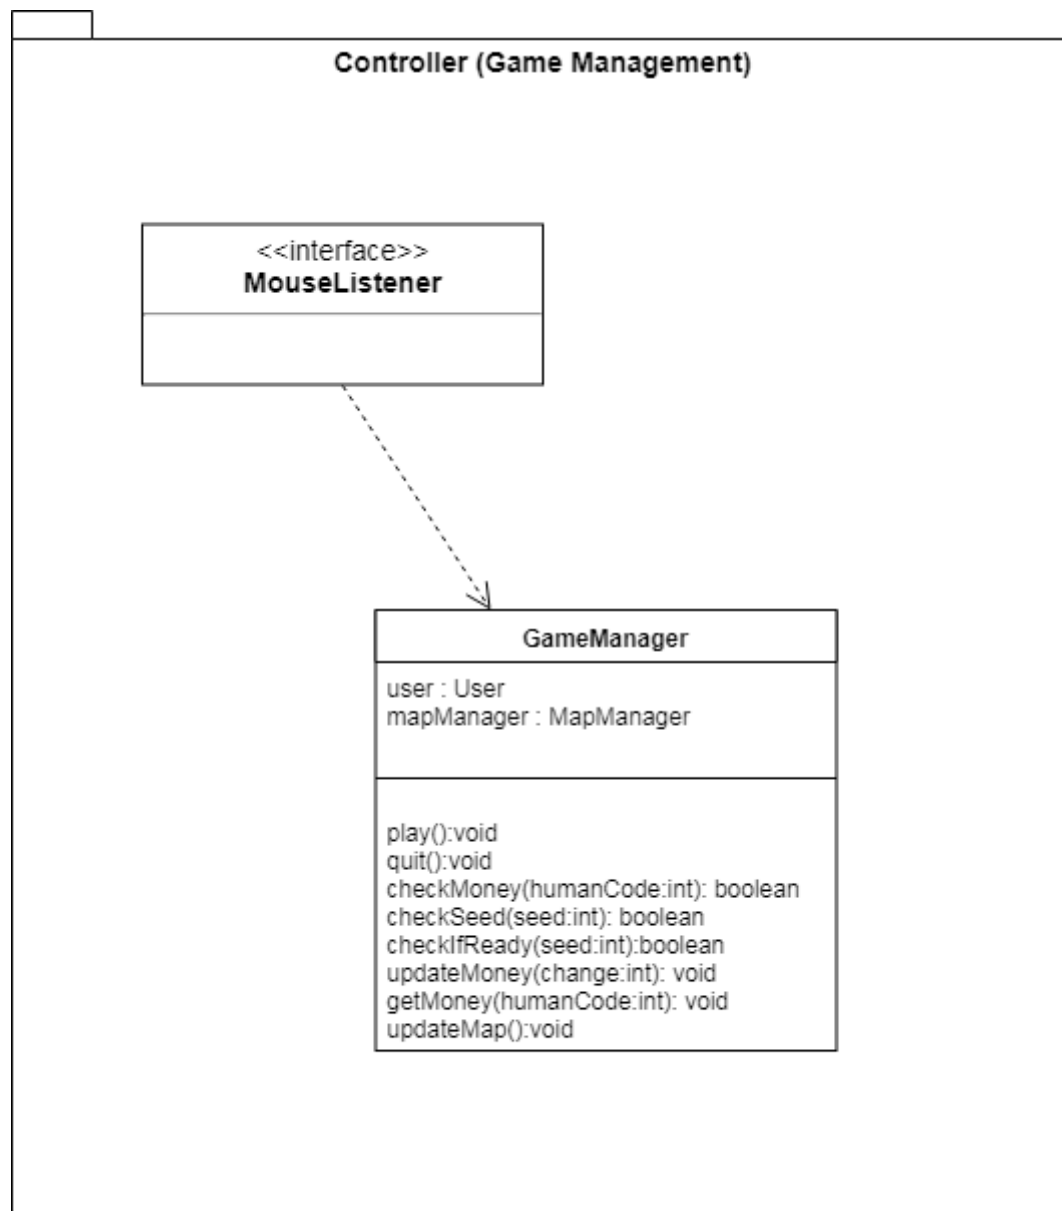 Controller (Game Management)
<<interface>>
MouseListener
GameManager
user : User
mapManager : MapManager
play():void
quit():void
checkMoney(humanCode:int): boolean
checkSeed(seed:int): boolean
checkIfReady(seed:int):boolean
updateMoney(change:int): void
getMoney(humanCode:int): void
updateMap():void